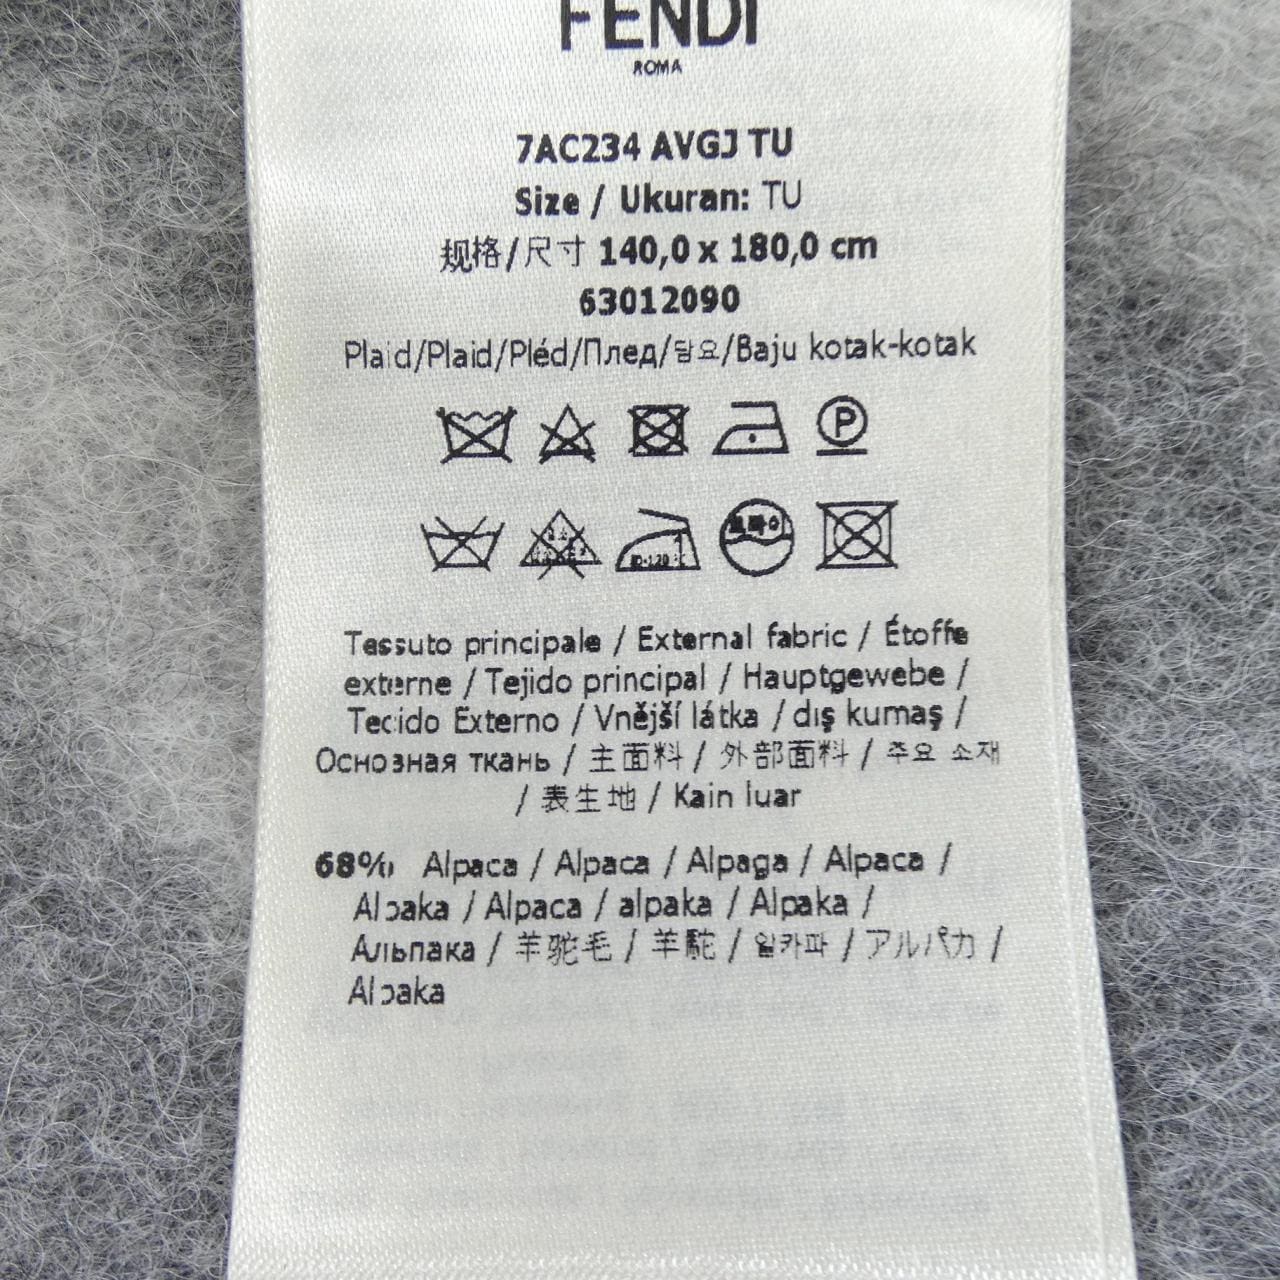 FENDI
ROMA
7AC234 AVGJ TU
Size / Ukuran: TU
规格/尺寸 140,0 x 180,0 cm
63012090
Plaid/Plaid/Pléd/Плед/담요/Baju kotak-kotak
P
Tessuto principale / External fabric / Étoffe
externe / Tejido principal / Hauptgewebe /
Tecido Externo / Vnější látka / dış kumaş /
Основная ткань / 主面料 / 外部面料 / 주요 소재
/ 表生地 / Kain luar
68% Alpaca / Alpaca / Alpaga / Alpaca /
Alpaka / Alpaca / alpaka / Alpaka /
Альпака / 羊驼毛 / 羊駝 / 알카파 / アルパカ /
Alpaka